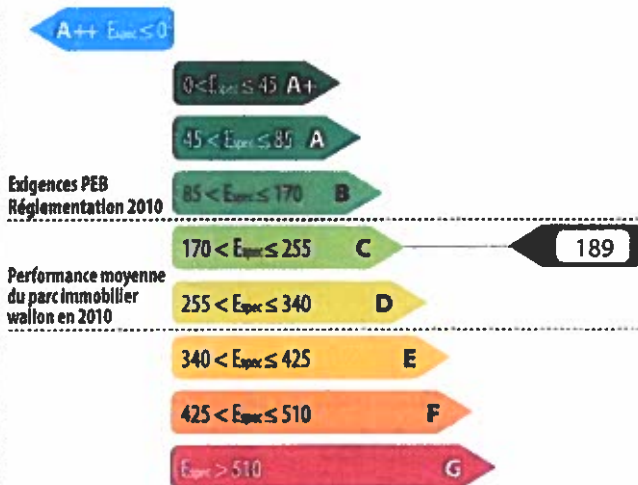 A++ Espec ≤ 0
0 < Espec ≤ 45 A+
45 < Espec ≤ 85 A
Exigences PEB
Réglementation 2010
85 < Espec ≤ 170 B
170 < Espec ≤ 255 C
189
Performance moyenne
du parc immobilier
wallon en 2010
255 < Espec ≤ 340 D
340 < Espec ≤ 425 E
425 < Espec ≤ 510 F
Espec > 510 G